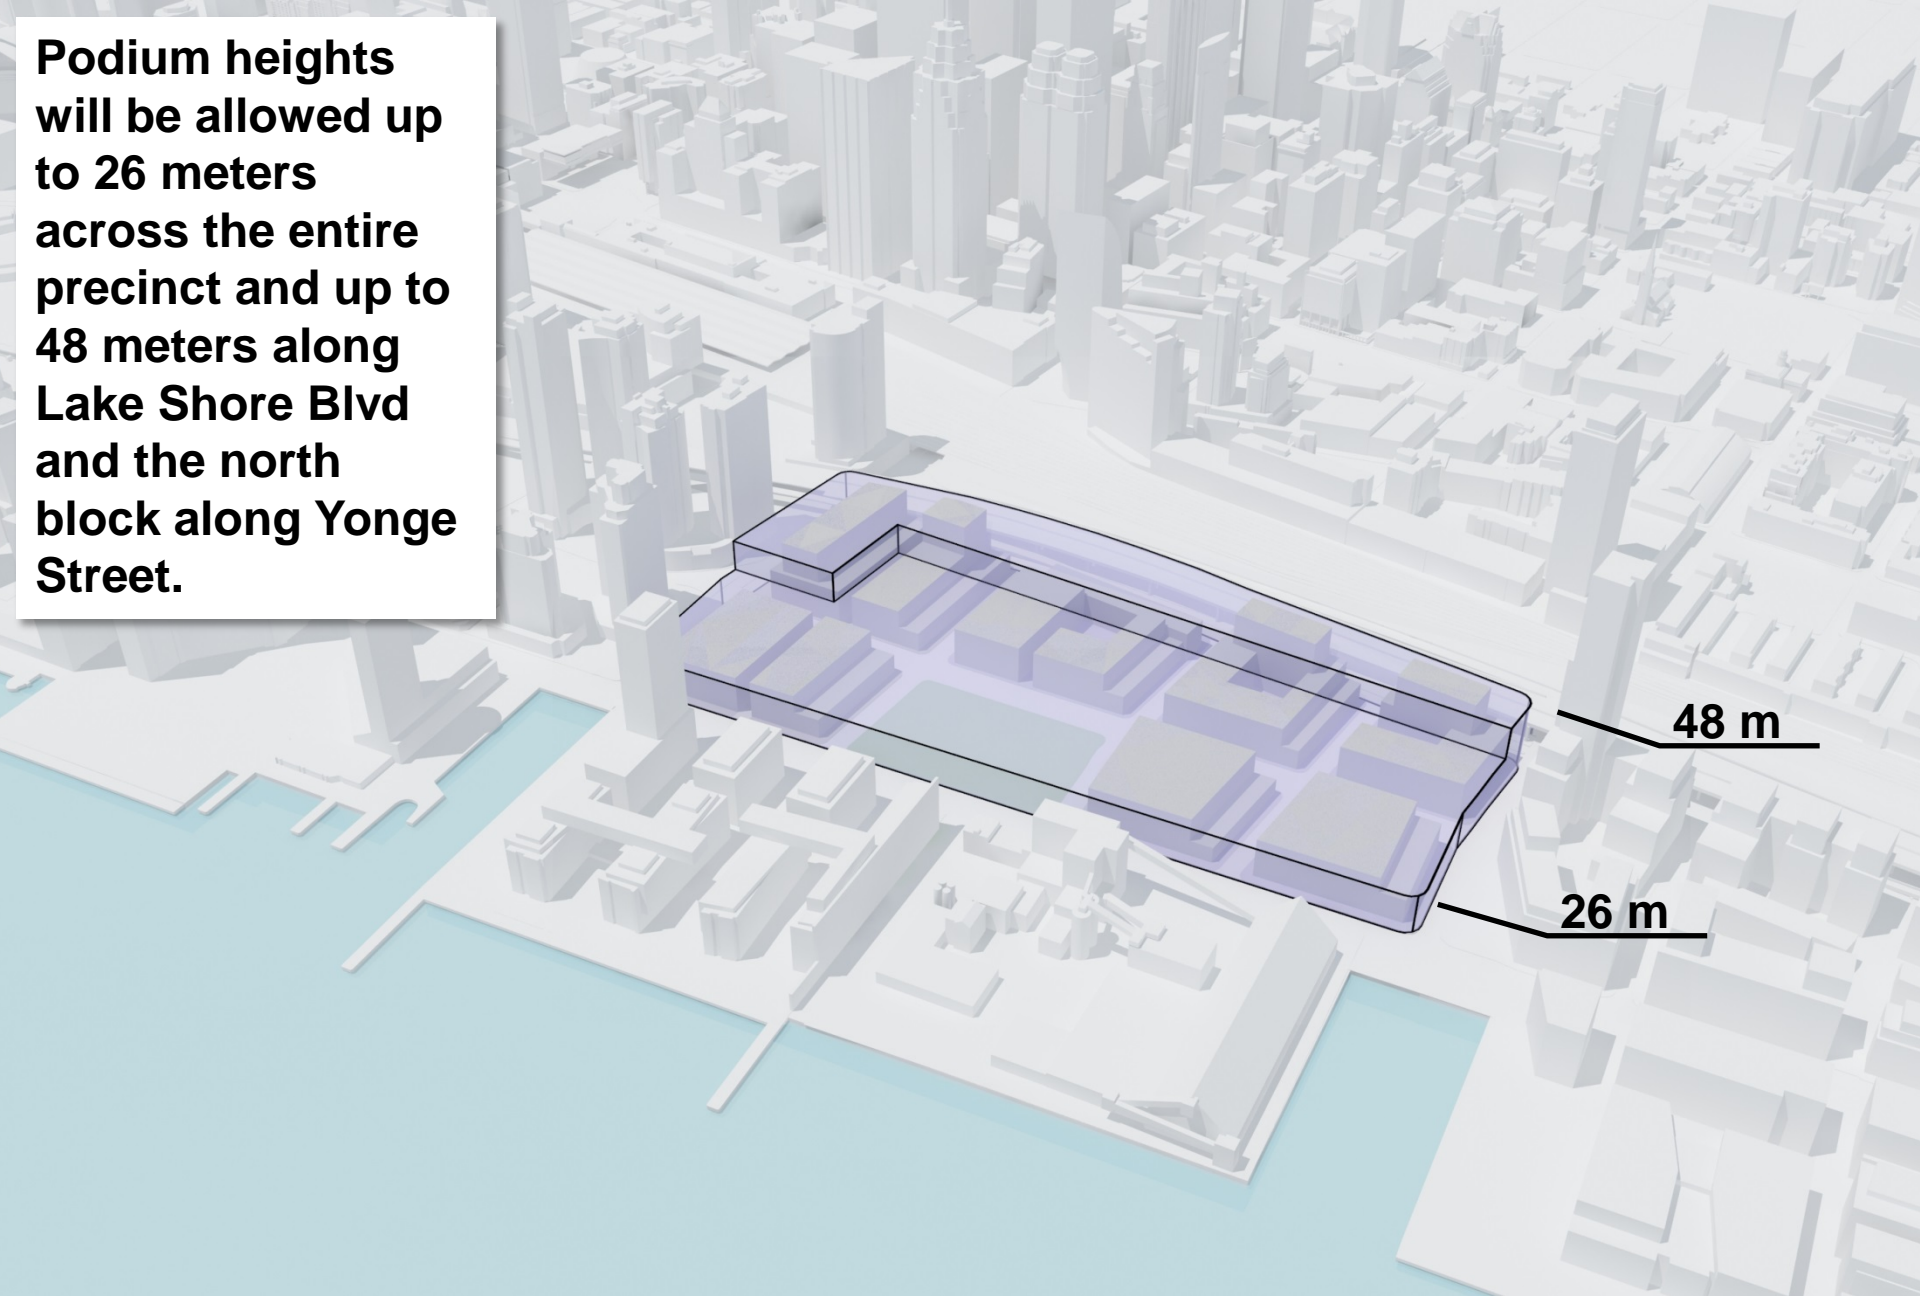 Podium heights
will be allowed up
to 26 meters
across the entire
precinct and up to
48 meters along
Lake Shore Blvd
and the north
block along Yonge
Street.
48 m
26 m